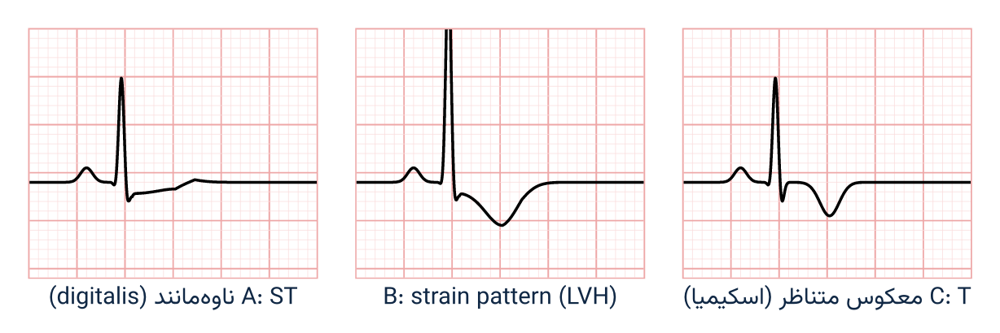 A: ST ناوه‌مانند (digitalis)
B: strain pattern (LVH)
C: T معکوس متناظر (اسکیمیا)